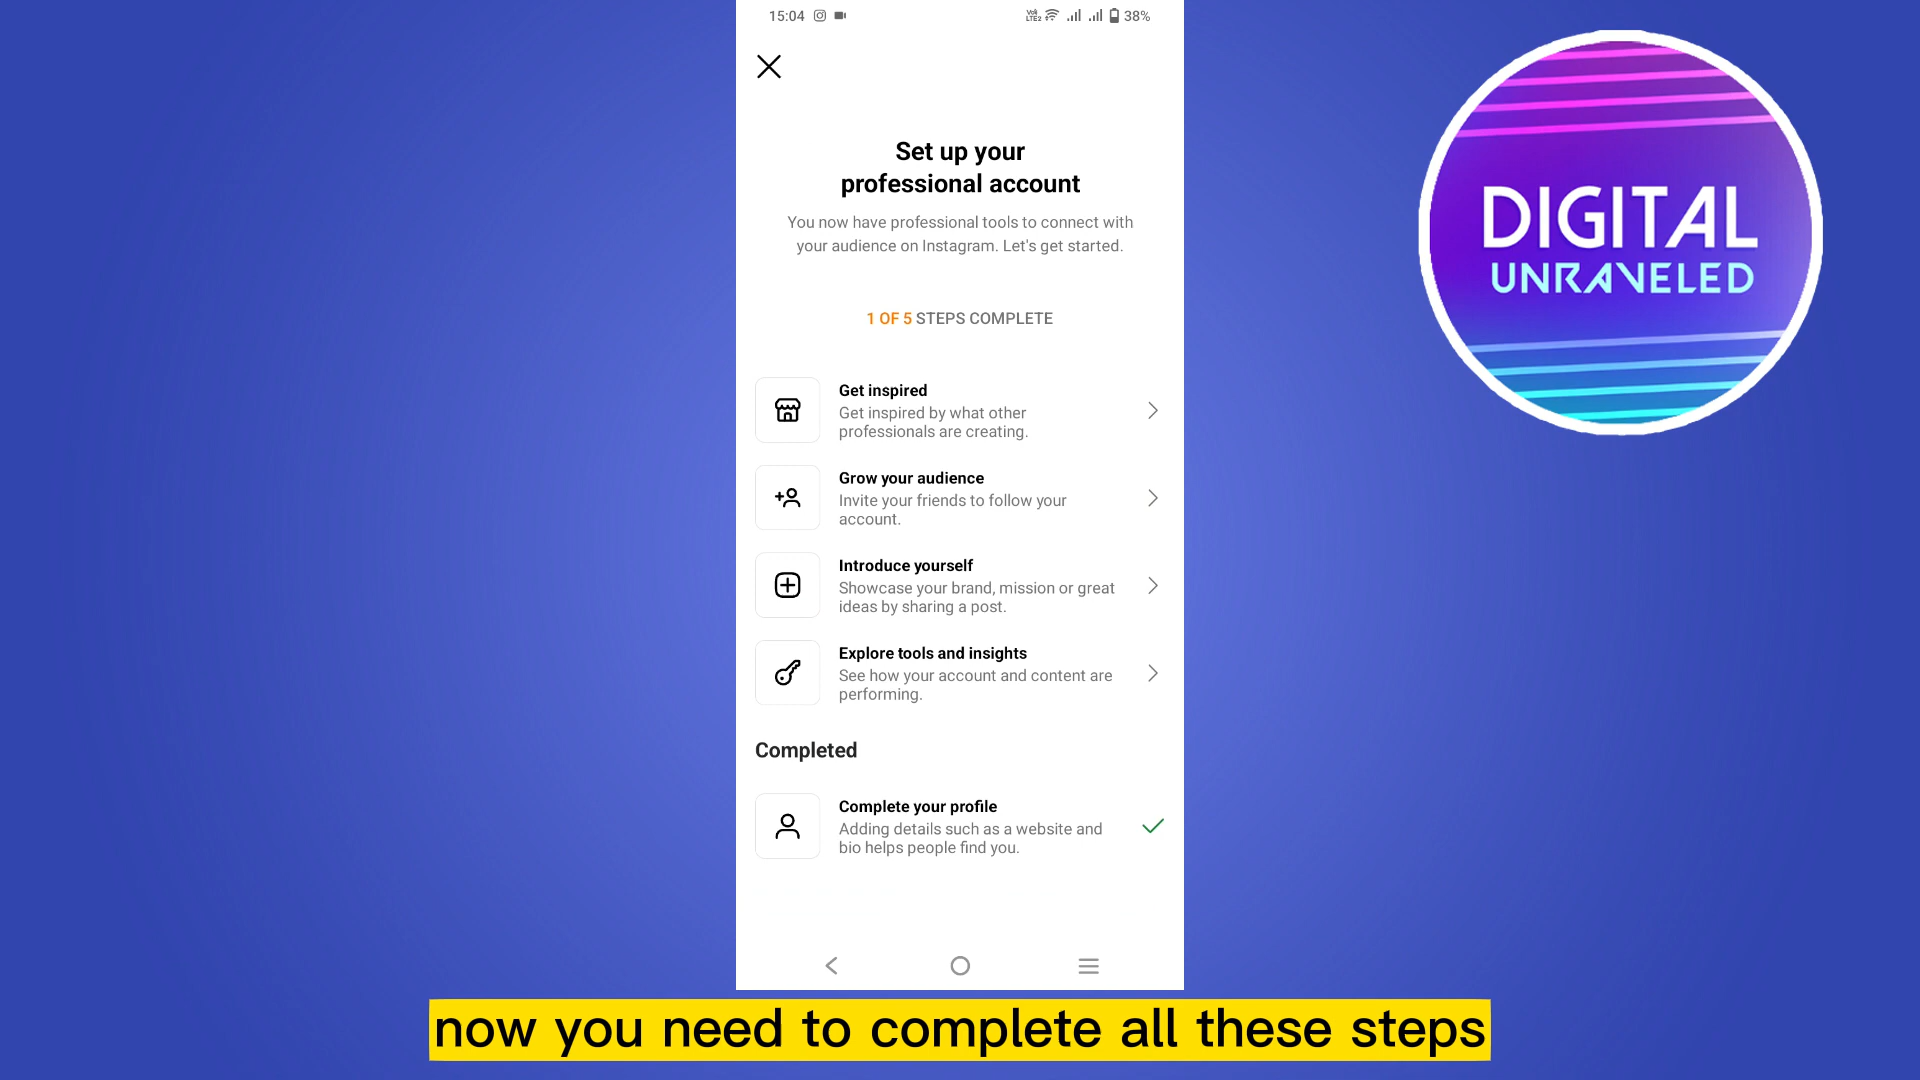 15:04
Vo) LTE2 38%
Set up your
professional account
You now have professional tools to connect with
your audience on Instagram. Let's get started.
1 OF 5 STEPS COMPLETE
Get inspired
Get inspired by what other
professionals are creating.
Grow your audience
Invite your friends to follow your
account.
Introduce yourself
Showcase your brand, mission or great
ideas by sharing a post.
Explore tools and insights
See how your account and content are
performing.
Completed
Complete your profile
Adding details such as a website and
bio helps people find you.
DIGITAL
UNRAVELED
now you need to complete all these steps